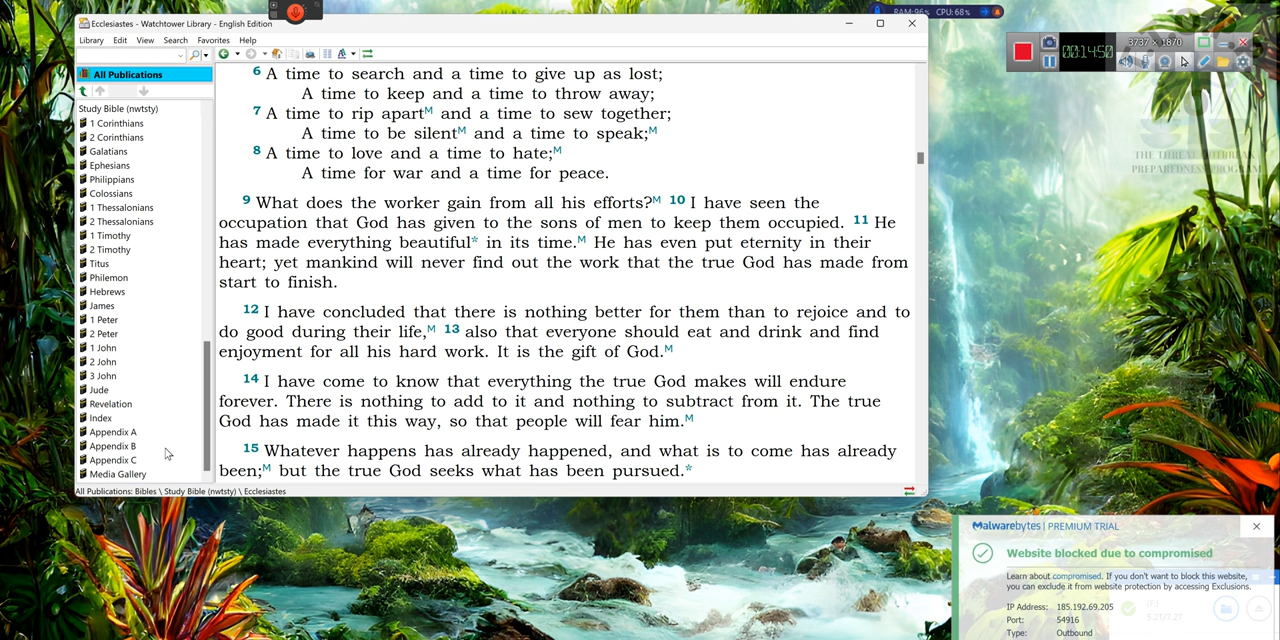 RAM: 96% CPU: 68%
Ecclesiastes - Watchtower Library - English Edition
Library Edit View Search Favorites Help
00:14:50
3737 × 1870
All Publications
Study Bible (nwtsty)
1 Corinthians
2 Corinthians
Galatians
Ephesians
Philippians
Colossians
1 Thessalonians
2 Thessalonians
1 Timothy
2 Timothy
Titus
Philemon
Hebrews
James
1 Peter
2 Peter
1 John
2 John
3 John
Jude
Revelation
Index
Appendix A
Appendix B
Appendix C
Media Gallery
6 A time to search and a time to give up as lost;
A time to keep and a time to throw away;
7 A time to rip apartM and a time to sew together;
A time to be silentM and a time to speak;M
8 A time to love and a time to hate;M
A time for war and a time for peace.
9 What does the worker gain from all his efforts?M 10 I have seen the
occupation that God has given to the sons of men to keep them occupied. 11 He
has made everything beautiful* in its time.M He has even put eternity in their
heart; yet mankind will never find out the work that the true God has made from
start to finish.
12 I have concluded that there is nothing better for them than to rejoice and to
do good during their life,M 13 also that everyone should eat and drink and find
enjoyment for all his hard work. It is the gift of God.M
14 I have come to know that everything the true God makes will endure
forever. There is nothing to add to it and nothing to subtract from it. The true
God has made it this way, so that people will fear him.M
15 Whatever happens has already happened, and what is to come has already
been;M but the true God seeks what has been pursued.*
All Publications: Bibles \ Study Bible (nwtsty) \ Ecclesiastes
THE THREAT OUTBREAK
PREPAREDNESS PROGRAM
Malwarebytes | PREMIUM TRIAL
Website blocked due to compromised
Learn about compromised. If you don't want to block this website,
you can exclude it from website protection by accessing Exclusions.
IP Address: 185.192.69.205
Port: 54916
Type: Outbound